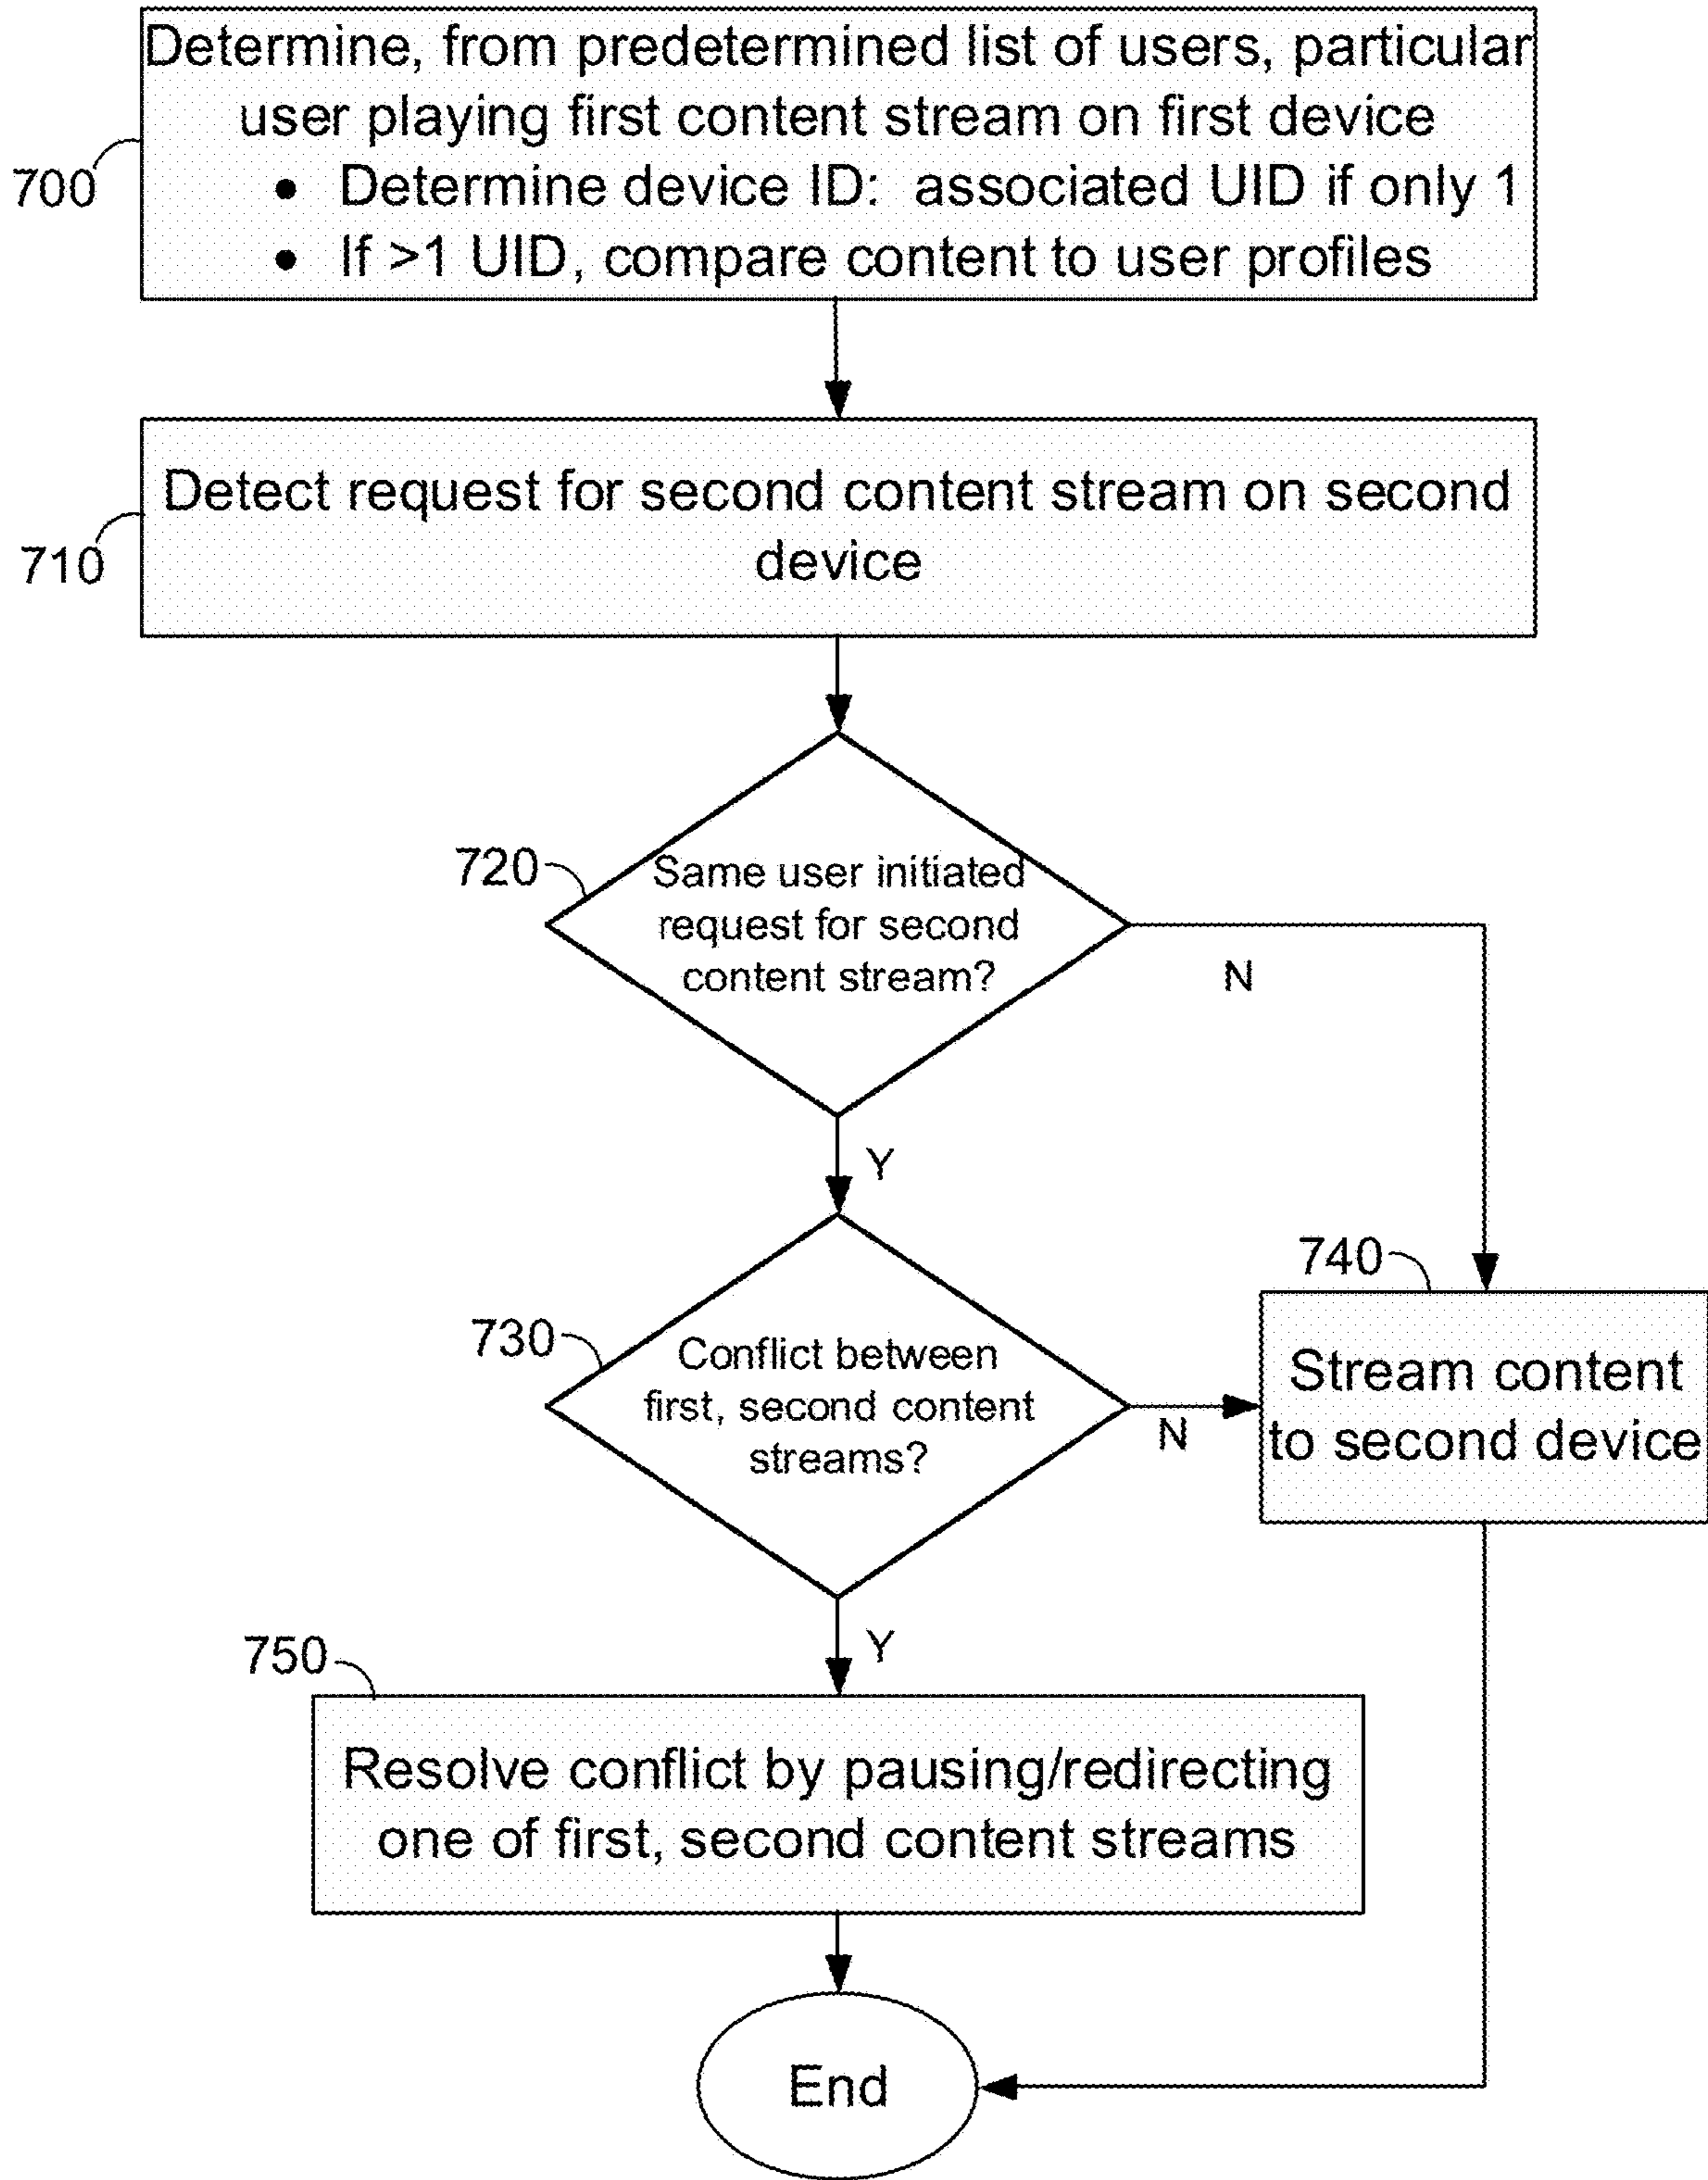 Determine, from predetermined list of users, particular
user playing first content stream on first device
700
• Determine device ID: associated UID if only 1
• If >1 UID, compare content to user profiles
Detect request for second content stream on second
device
710
720
Same user initiated
request for second
content stream?
N
Y
740
730
Conflict between
first, second content
streams?
N
Stream content
to second device
Y
750
Resolve conflict by pausing/redirecting
one of first, second content streams
End